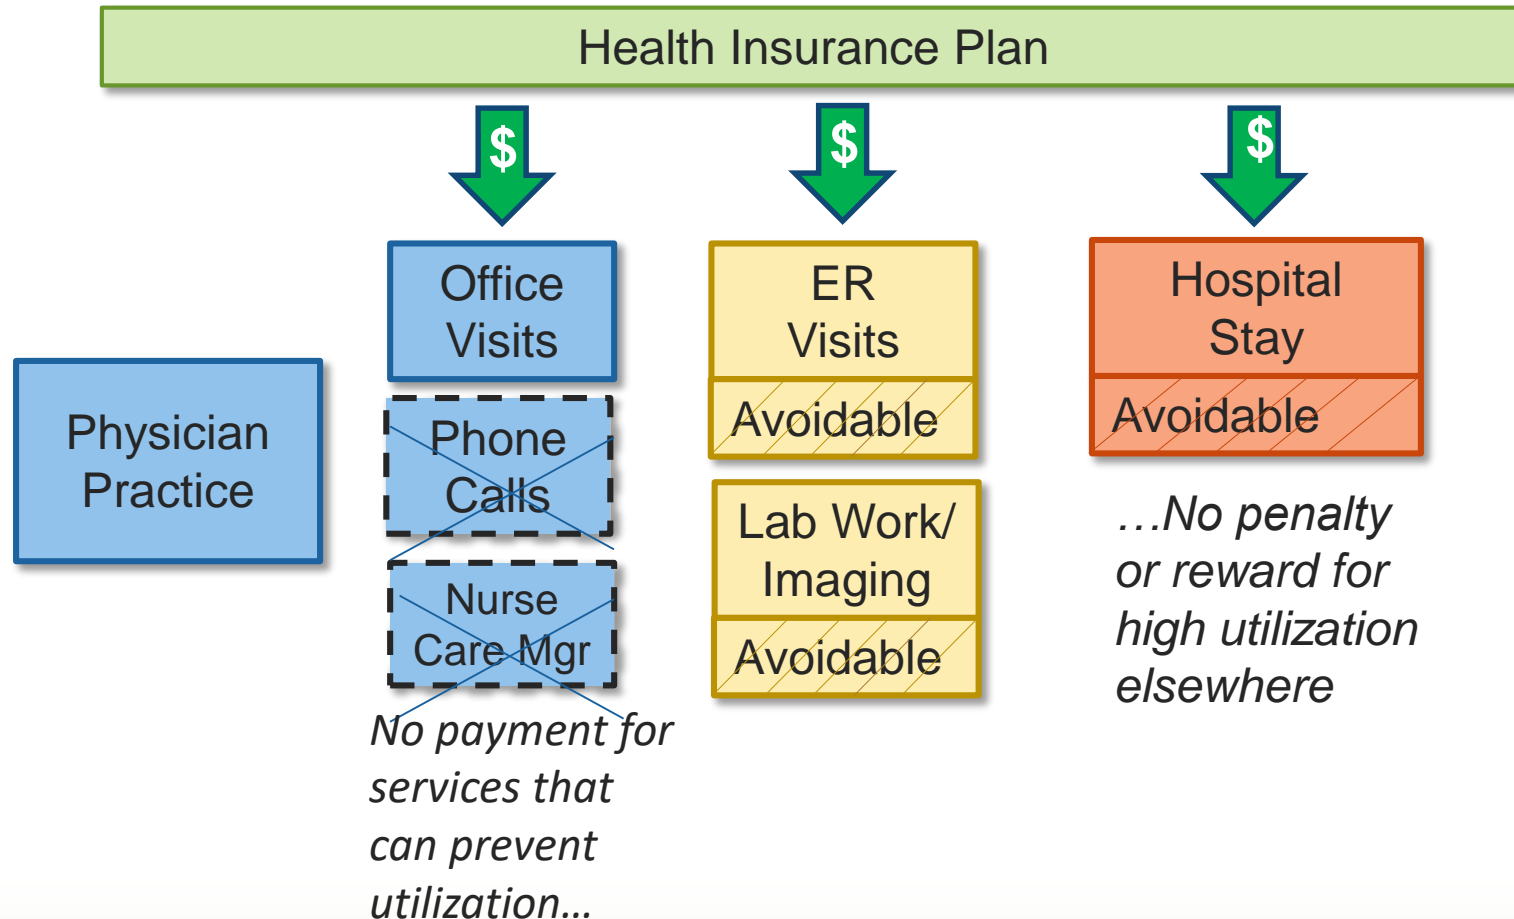 Health Insurance Plan
$
$
$
Physician
Practice
Office
Visits
Phone
Calls
Nurse
Care Mgr
No payment for
services that
can prevent
utilization...
ER
Visits
Avoidable
Lab Work/
Imaging
Avoidable
Hospital
Stay
Avoidable
…No penalty
or reward for
high utilization
elsewhere